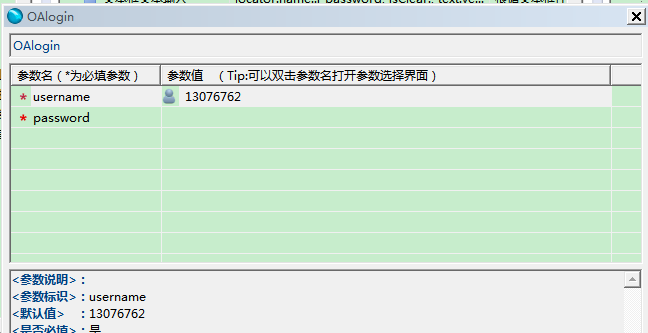 OAlogin
OAlogin
参数名（*为必填参数） 参数值 （Tip:可以双击参数名打开参数选择界面）
* username 13076762
* password
<参数说明>：
<参数标识>：username
<默认值> ：13076762
<是否必填>：是